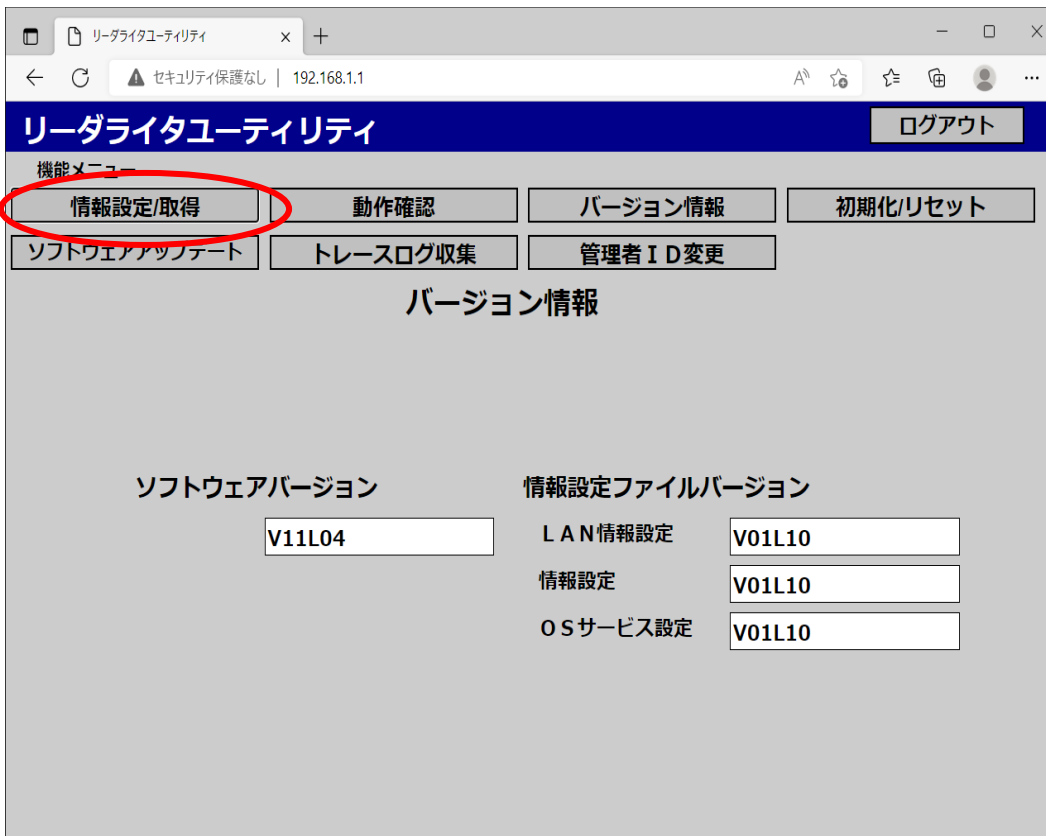 リーダライタユーティリティ
セキュリティ保護なし | 192.168.1.1
リーダライタユーティリティ
ログアウト
機能メニュー
情報設定/取得 動作確認 バージョン情報 初期化/リセット
ソフトウェアアップデート トレースログ収集 管理者ＩＤ変更
バージョン情報
ソフトウェアバージョン 情報設定ファイルバージョン
V11L04 ＬＡＮ情報設定 V01L10
情報設定 V01L10
ＯＳサービス設定 V01L10